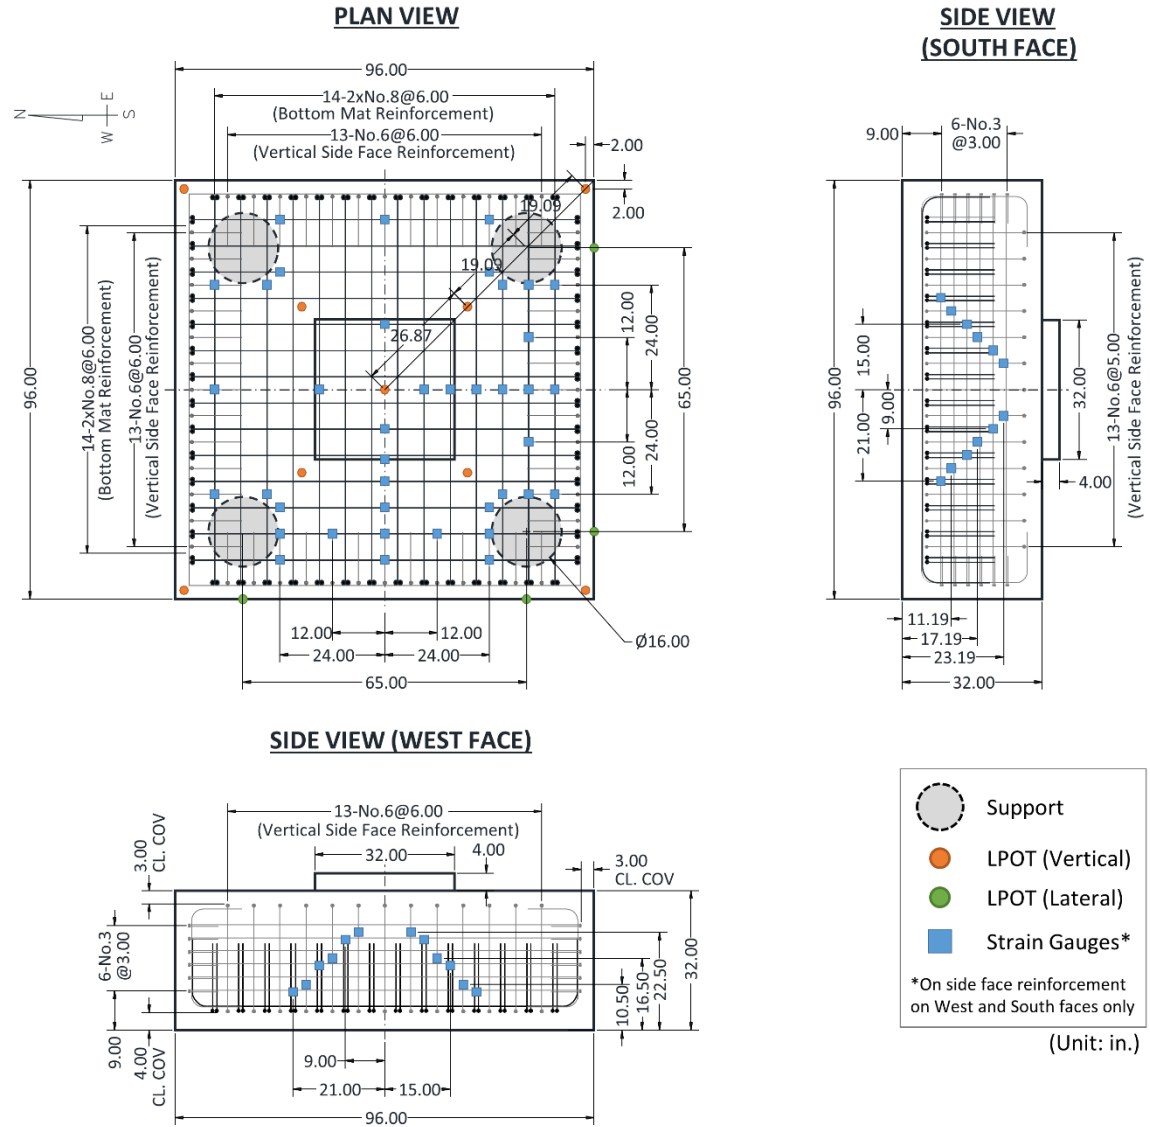 PLAN VIEW
96.00
14-2xNo.8@6.00
(Bottom Mat Reinforcement)
13-No.6@6.00
(Vertical Side Face Reinforcement)
N
E
W
S
2.00
2.00
19.09
19.09
26.87
96.00
14-2xNo.8@6.00
(Bottom Mat Reinforcement)
13-No.6@6.00
(Vertical Side Face Reinforcement)
12.00
24.00
12.00
24.00
65.00
12.00
12.00
24.00
24.00
65.00
Ø16.00
SIDE VIEW
(SOUTH FACE)
9.00
6-No.3
@3.00
96.00
15.00
9.00
21.00
32.00
13-No.6@5.00
(Vertical Side Face Reinforcement)
4.00
11.19
17.19
23.19
32.00
SIDE VIEW (WEST FACE)
13-No.6@6.00
(Vertical Side Face Reinforcement)
32.00
4.00
3.00
CL. COV
3.00
CL. COV
6-No.3
@3.00
9.00
4.00
CL. COV
10.50
16.50
22.50
32.00
9.00
21.00
15.00
96.00
Support
LPOT (Vertical)
LPOT (Lateral)
Strain Gauges*
*On side face reinforcement
on West and South faces only
(Unit: in.)